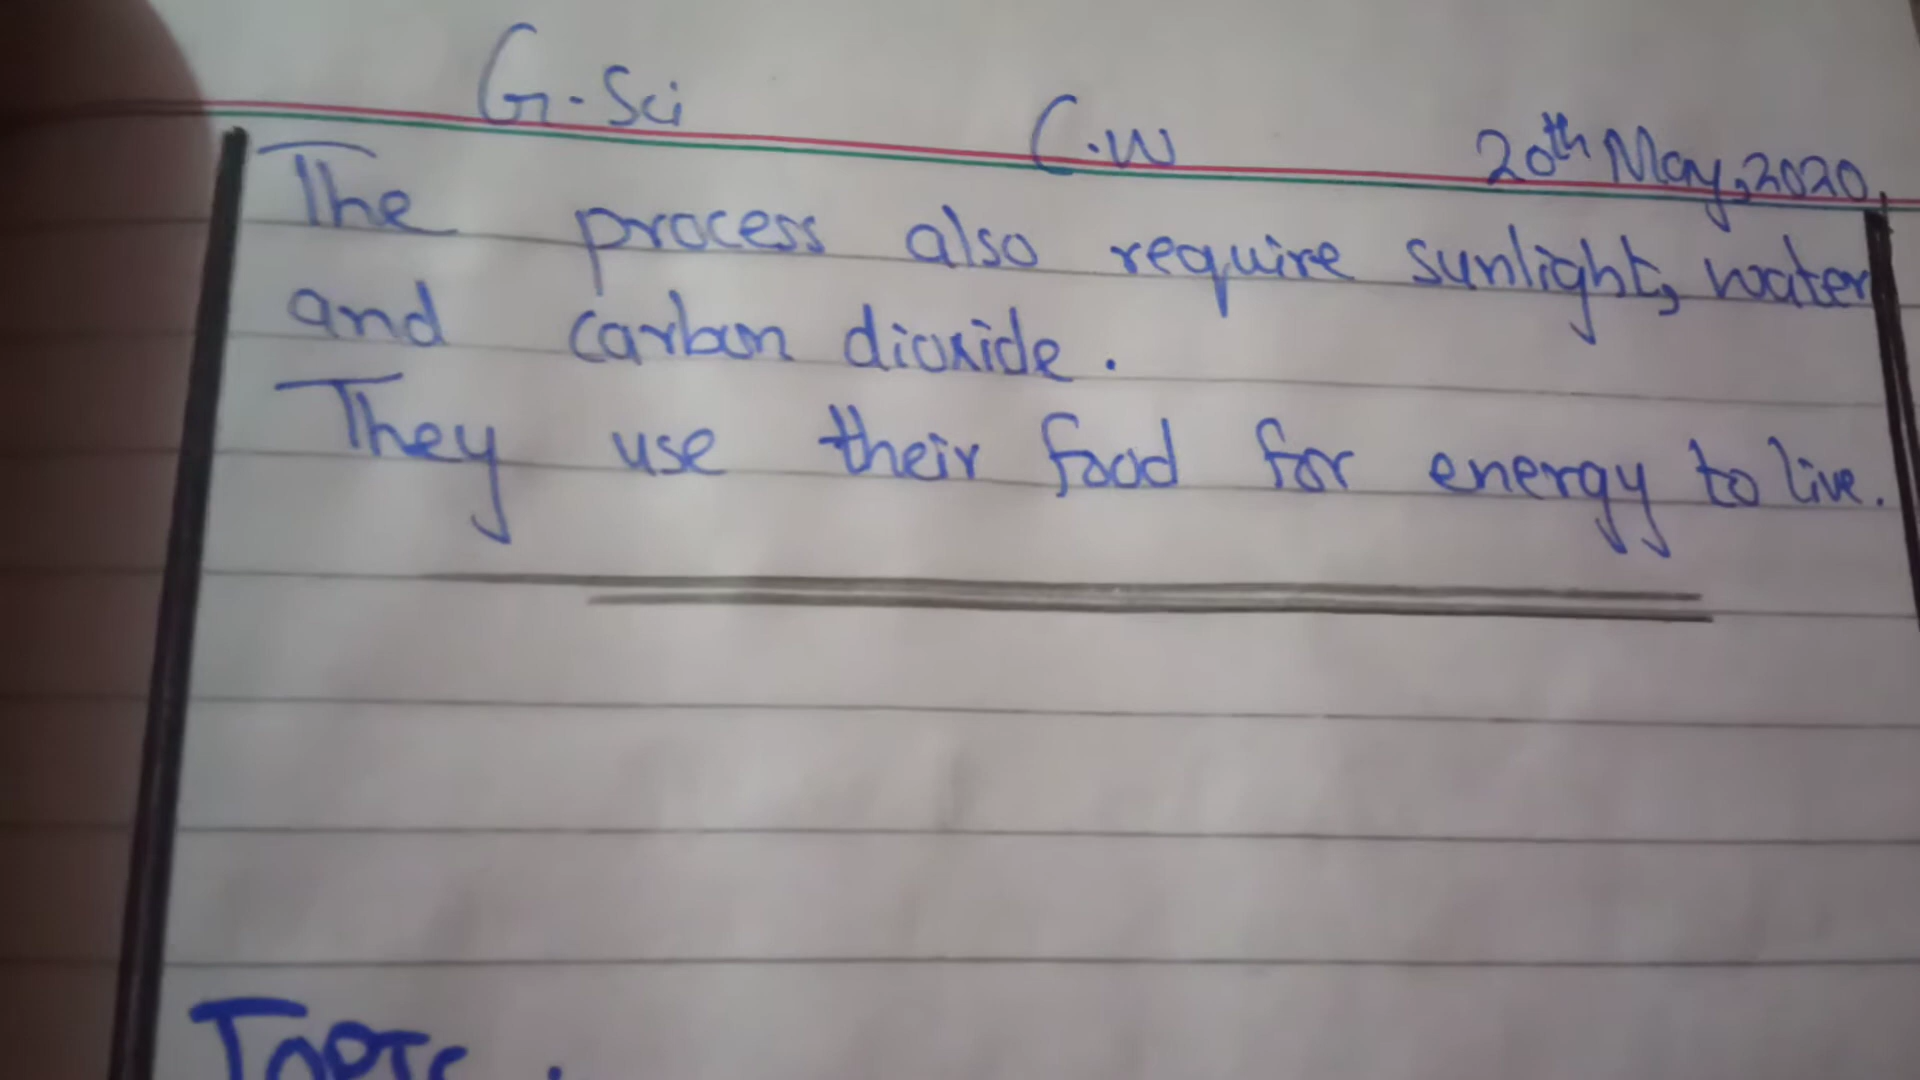 G.Sci C.W 20th May, 2020
The process also require sunlight, water
and carbon dioxide.
They use their food for energy to live.
Topic :